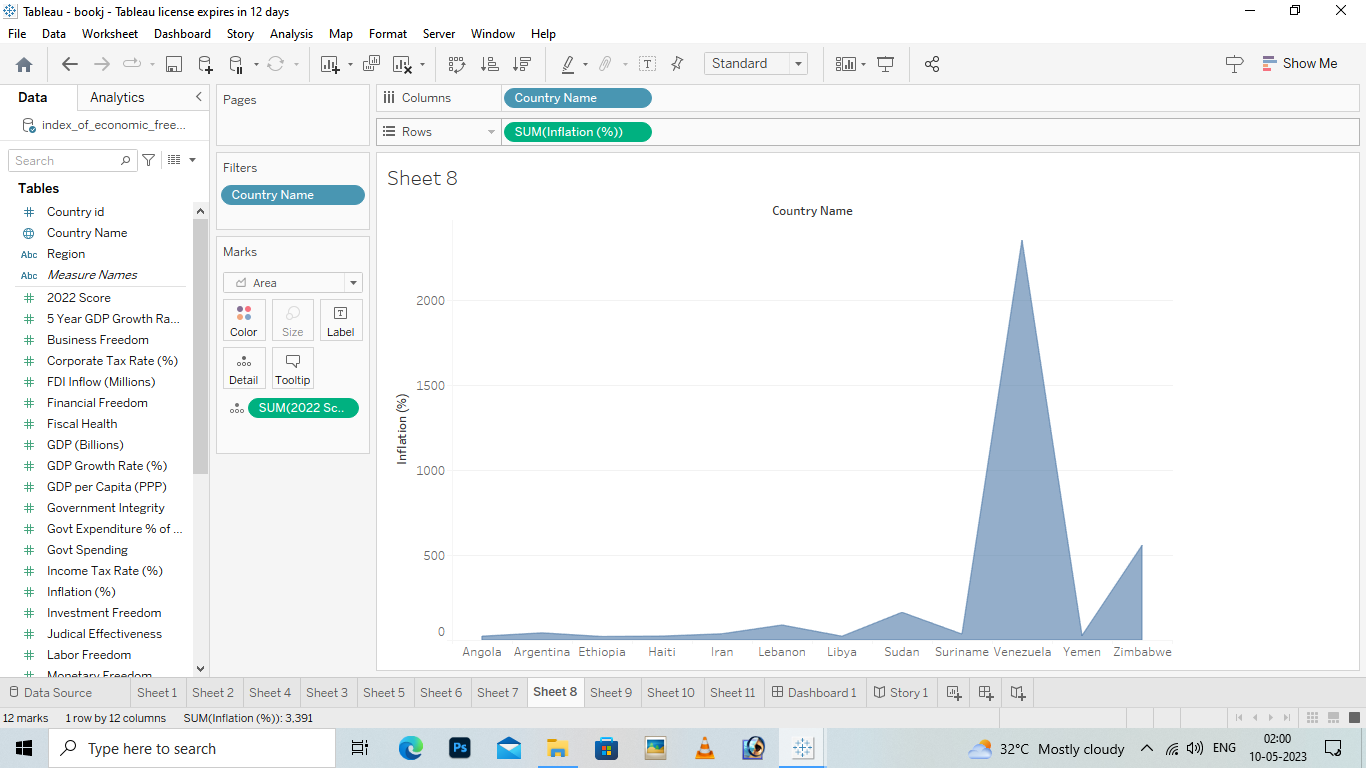 Tableau - bookj - Tableau license expires in 12 days
File Data Worksheet Dashboard Story Analysis Map Format Server Window Help
Standard
Show Me
Data
Analytics
index_of_economic_free...
Search
Tables
Country id
Country Name
Abc Region
Abc Measure Names
2022 Score
5 Year GDP Growth Ra...
Business Freedom
Corporate Tax Rate (%)
FDI Inflow (Millions)
Financial Freedom
Fiscal Health
GDP (Billions)
GDP Growth Rate (%)
GDP per Capita (PPP)
Government Integrity
Govt Expenditure % of ...
Govt Spending
Income Tax Rate (%)
Inflation (%)
Investment Freedom
Judical Effectiveness
Labor Freedom
Monetary Freedom
Pages
Filters
Country Name
Marks
Area
Color Size Label
Detail Tooltip
SUM(2022 Sc..
Columns
Country Name
Rows
SUM(Inflation (%))
Sheet 8
Country Name
Inflation (%)
2000
1500
1000
500
0
Angola Argentina Ethiopia Haiti Iran Lebanon Libya Sudan Suriname Venezuela Yemen Zimbabwe
Data Source Sheet 1 Sheet 2 Sheet 4 Sheet 3 Sheet 5 Sheet 6 Sheet 7 Sheet 8 Sheet 9 Sheet 10 Sheet 11 Dashboard 1 Story 1
12 marks 1 row by 12 columns SUM(Inflation (%)): 3.391
Type here to search
Ps
32°C Mostly cloudy
ENG
02:00
10-05-2023